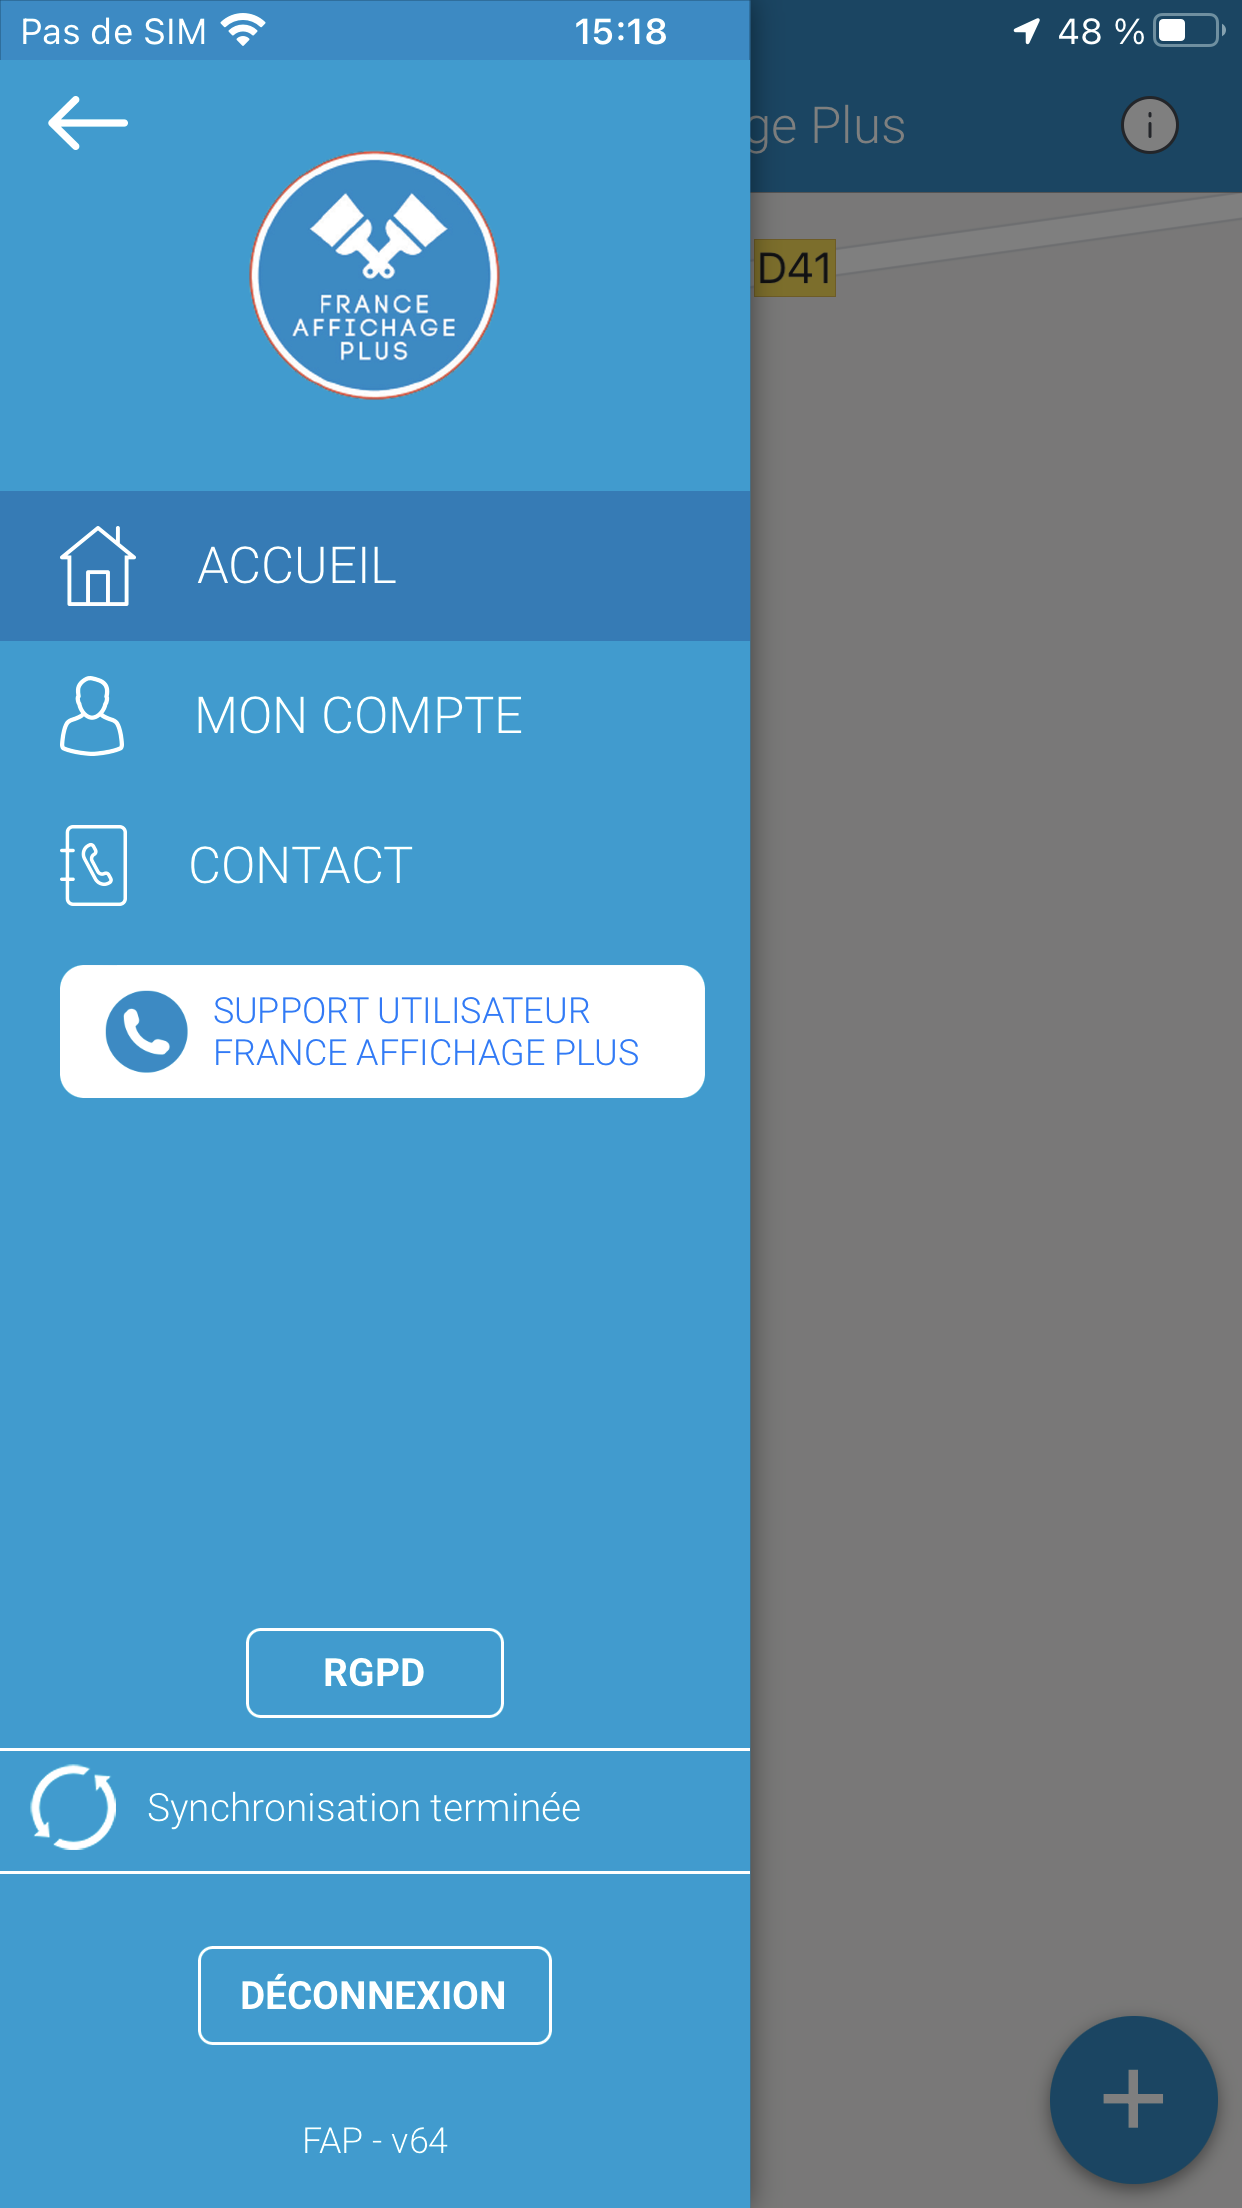 Pas de SIM
15:18
48 %
ge Plus
D41
FRANCE
AFFICHAGE
PLUS
ACCUEIL
MON COMPTE
CONTACT
SUPPORT UTILISATEUR
FRANCE AFFICHAGE PLUS
RGPD
Synchronisation terminée
DÉCONNEXION
FAP - v64